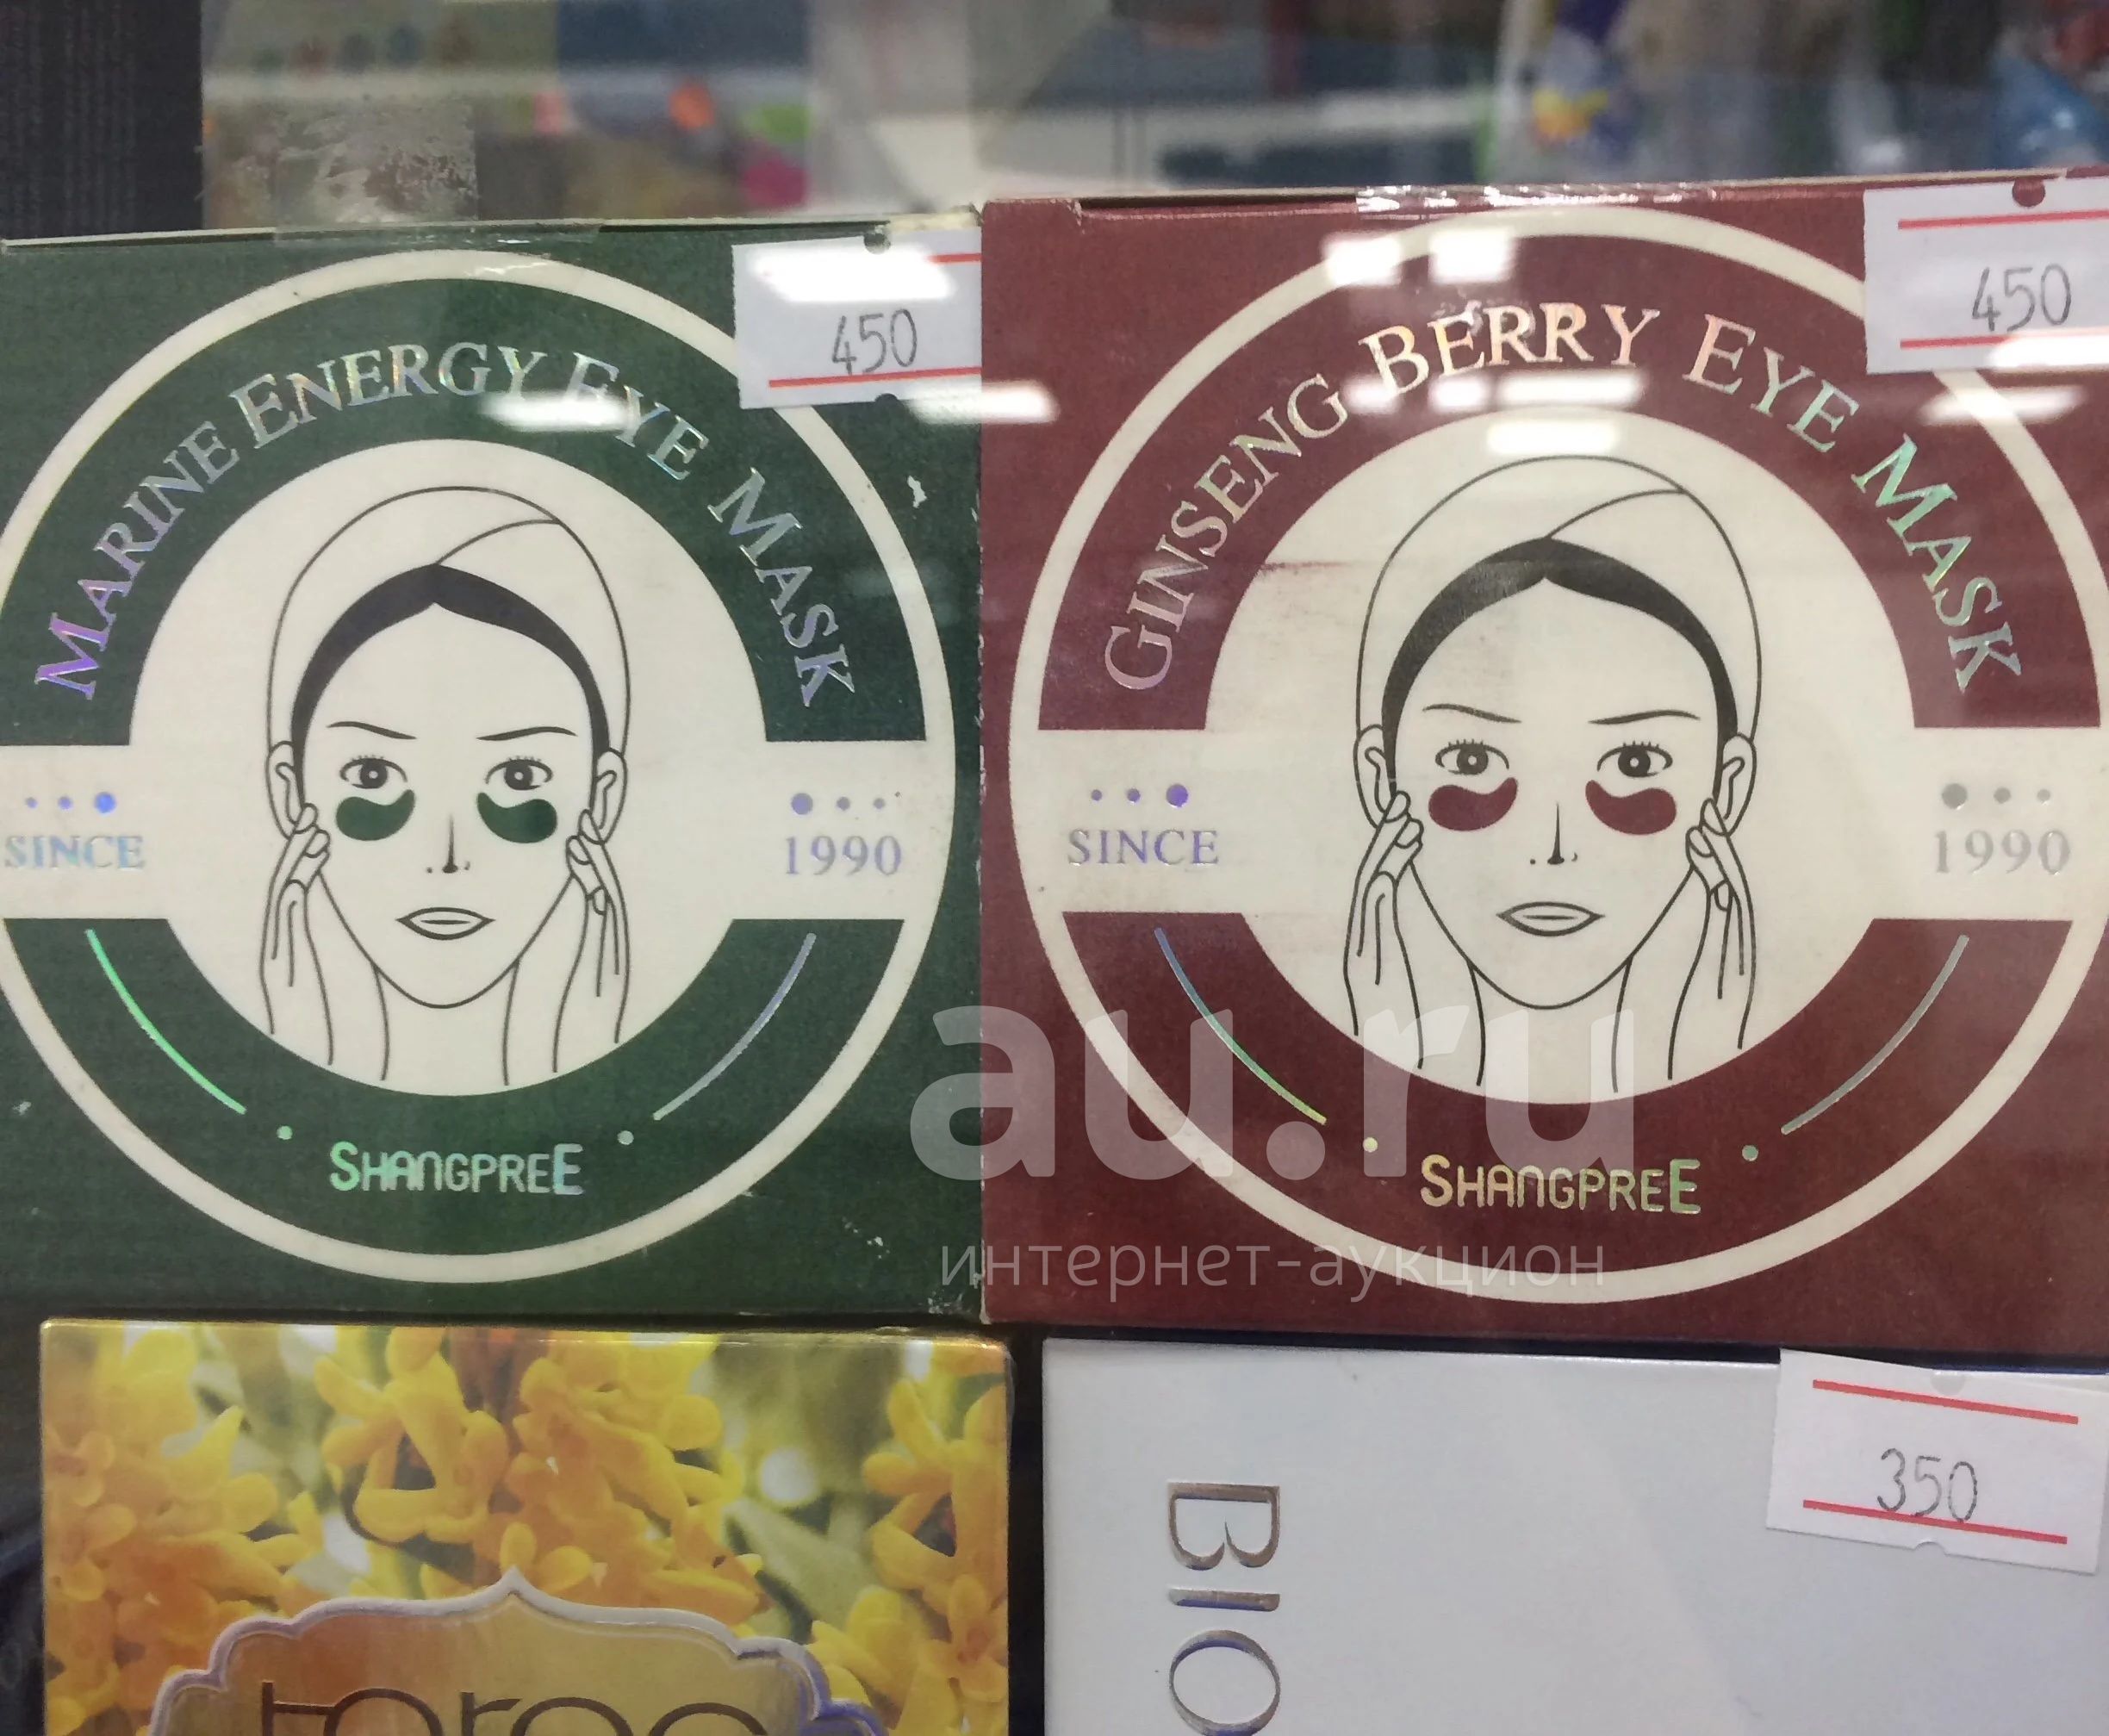 MARINE ENERGY EYE MASK
450
SINCE
1990
SHANGPREE
GINSENG BERRY EYE MASK
450
SINCE
1990
SHANGPREE
au.ru
интернет-аукцион
350
BIO